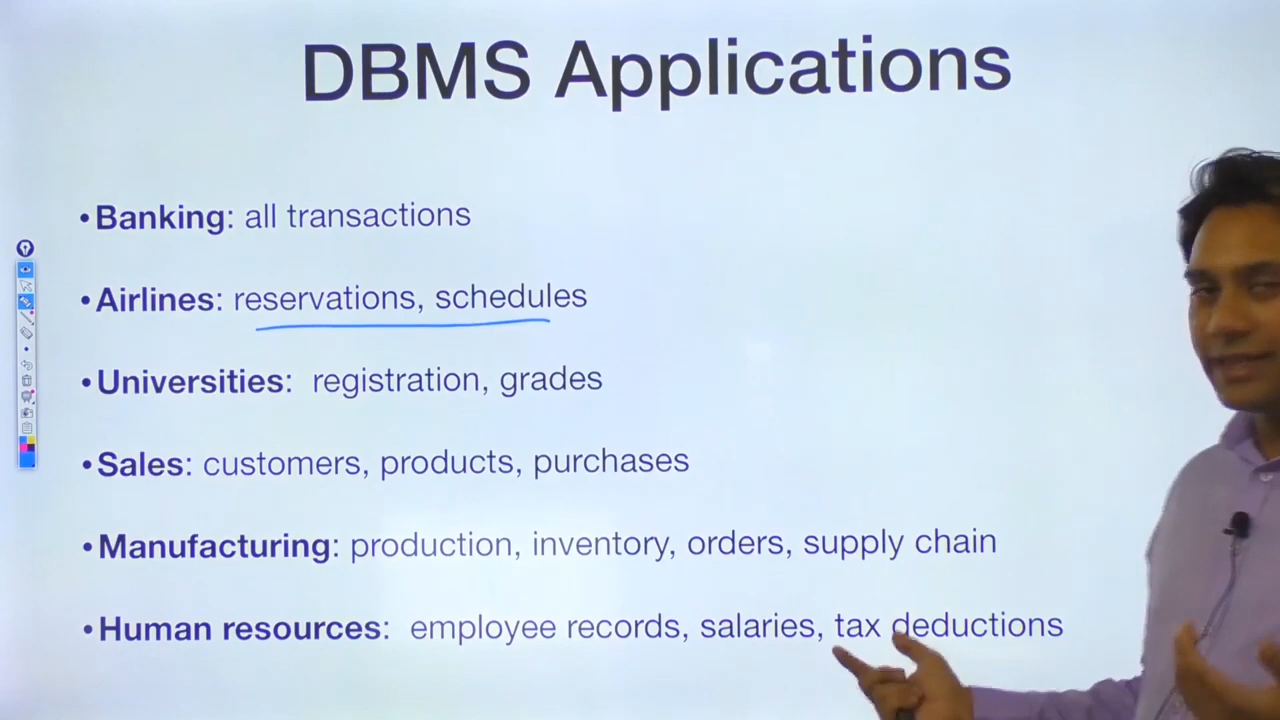 DBMS Applications
•Banking: all transactions
•Airlines: reservations, schedules
•Universities: registration, grades
•Sales: customers, products, purchases
•Manufacturing: production, inventory, orders, supply chain
•Human resources: employee records, salaries, tax deductions